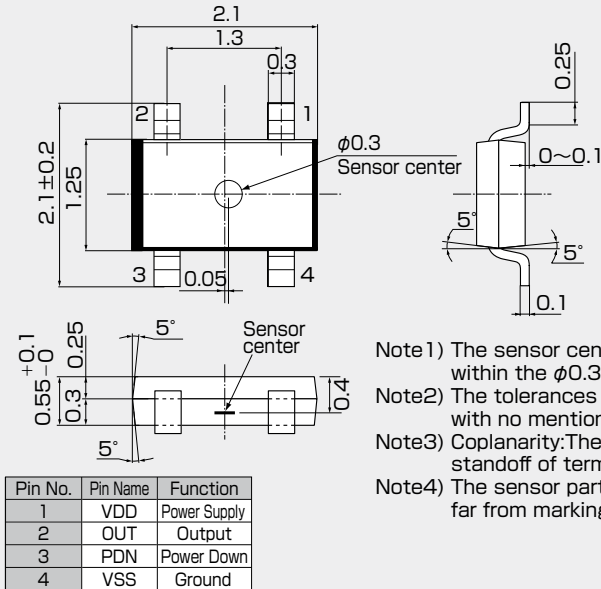 2.1
1.3
0.3
2
1
2.1±0.2
1.25
φ0.3
Sensor center
3
0.05
4
0.25
0~0.1
5°
5°
0.1
5°
Sensor
center
0.55 +0.1 -0
0.25
0.3
0.4
5°
Note1) The sensor cen
within the φ0.3
Note2) The tolerances
with no mention
Note3) Coplanarity:The
standoff of term
Note4) The sensor part
far from marking
Pin No. Pin Name Function
1 VDD Power Supply
2 OUT Output
3 PDN Power Down
4 VSS Ground